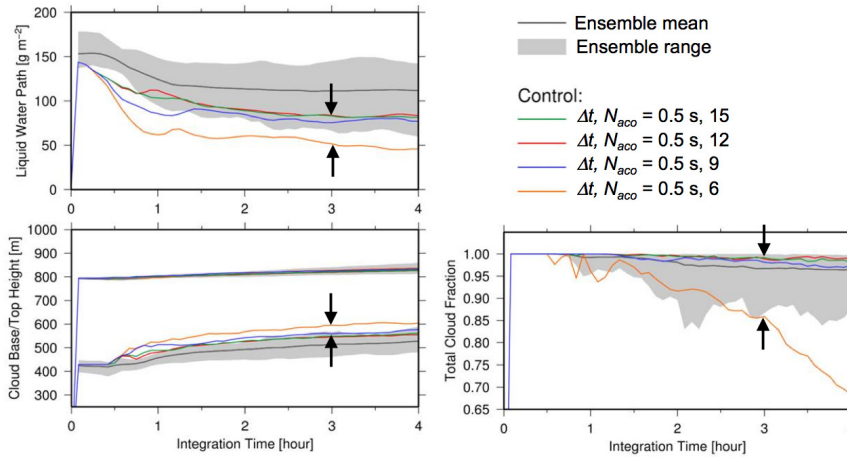 200
150
100
50
0
Liquid Water Path [g m⁻²]
0 1 2 3 4
Ensemble mean
Ensemble range
Control:
Δt, Naco = 0.5 s, 15
Δt, Naco = 0.5 s, 12
Δt, Naco = 0.5 s, 9
Δt, Naco = 0.5 s, 6
1000
900
800
700
600
500
400
300
Cloud Base/Top Height [m]
0 1 2 3 4
Integration Time [hour]
1.00
0.95
0.90
0.85
0.80
0.75
0.70
0.65
Total Cloud Fraction
0 1 2 3
Integration Time [hour]